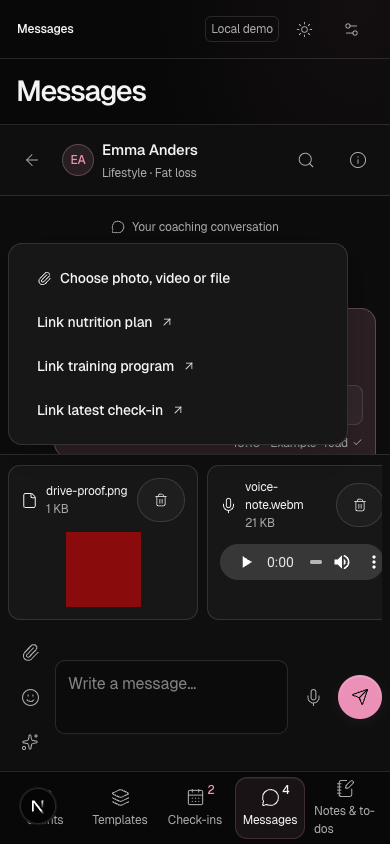 Messages
Local demo
Messages
EA
Emma Anders
Lifestyle · Fat loss
Your coaching conversation
Choose photo, video or file
Link nutrition plan
Link training program
Link latest check-in
drive-proof.png
1 KB
voice-
note.webm
21 KB
0:00
Write a message...
N
Templates
Check-ins
2
Messages
4
Notes & to-
dos